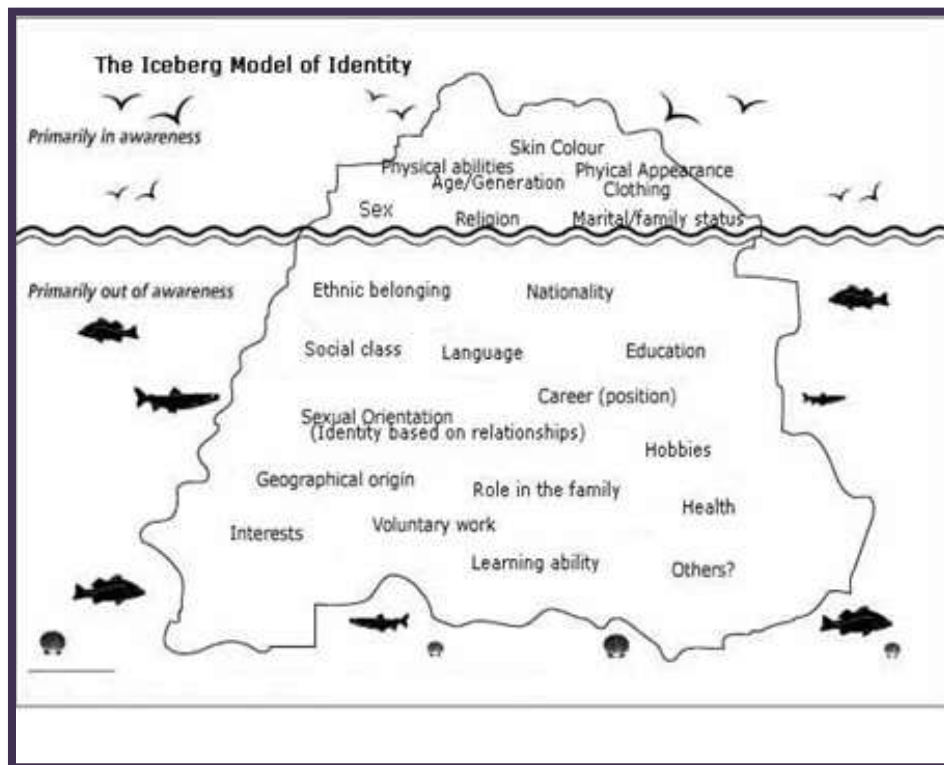 The Iceberg Model of Identity
Primarily in awareness
Skin Colour
Physical abilities
Phyical Appearance
Age/Generation
Clothing
Sex
Religion
Marital/family status
Primarily out of awareness
Ethnic belonging
Nationality
Social class
Language
Education
Career (position)
Sexual Orientation
(Identity based on relationships)
Hobbies
Geographical origin
Role in the family
Health
Interests
Voluntary work
Learning ability
Others?